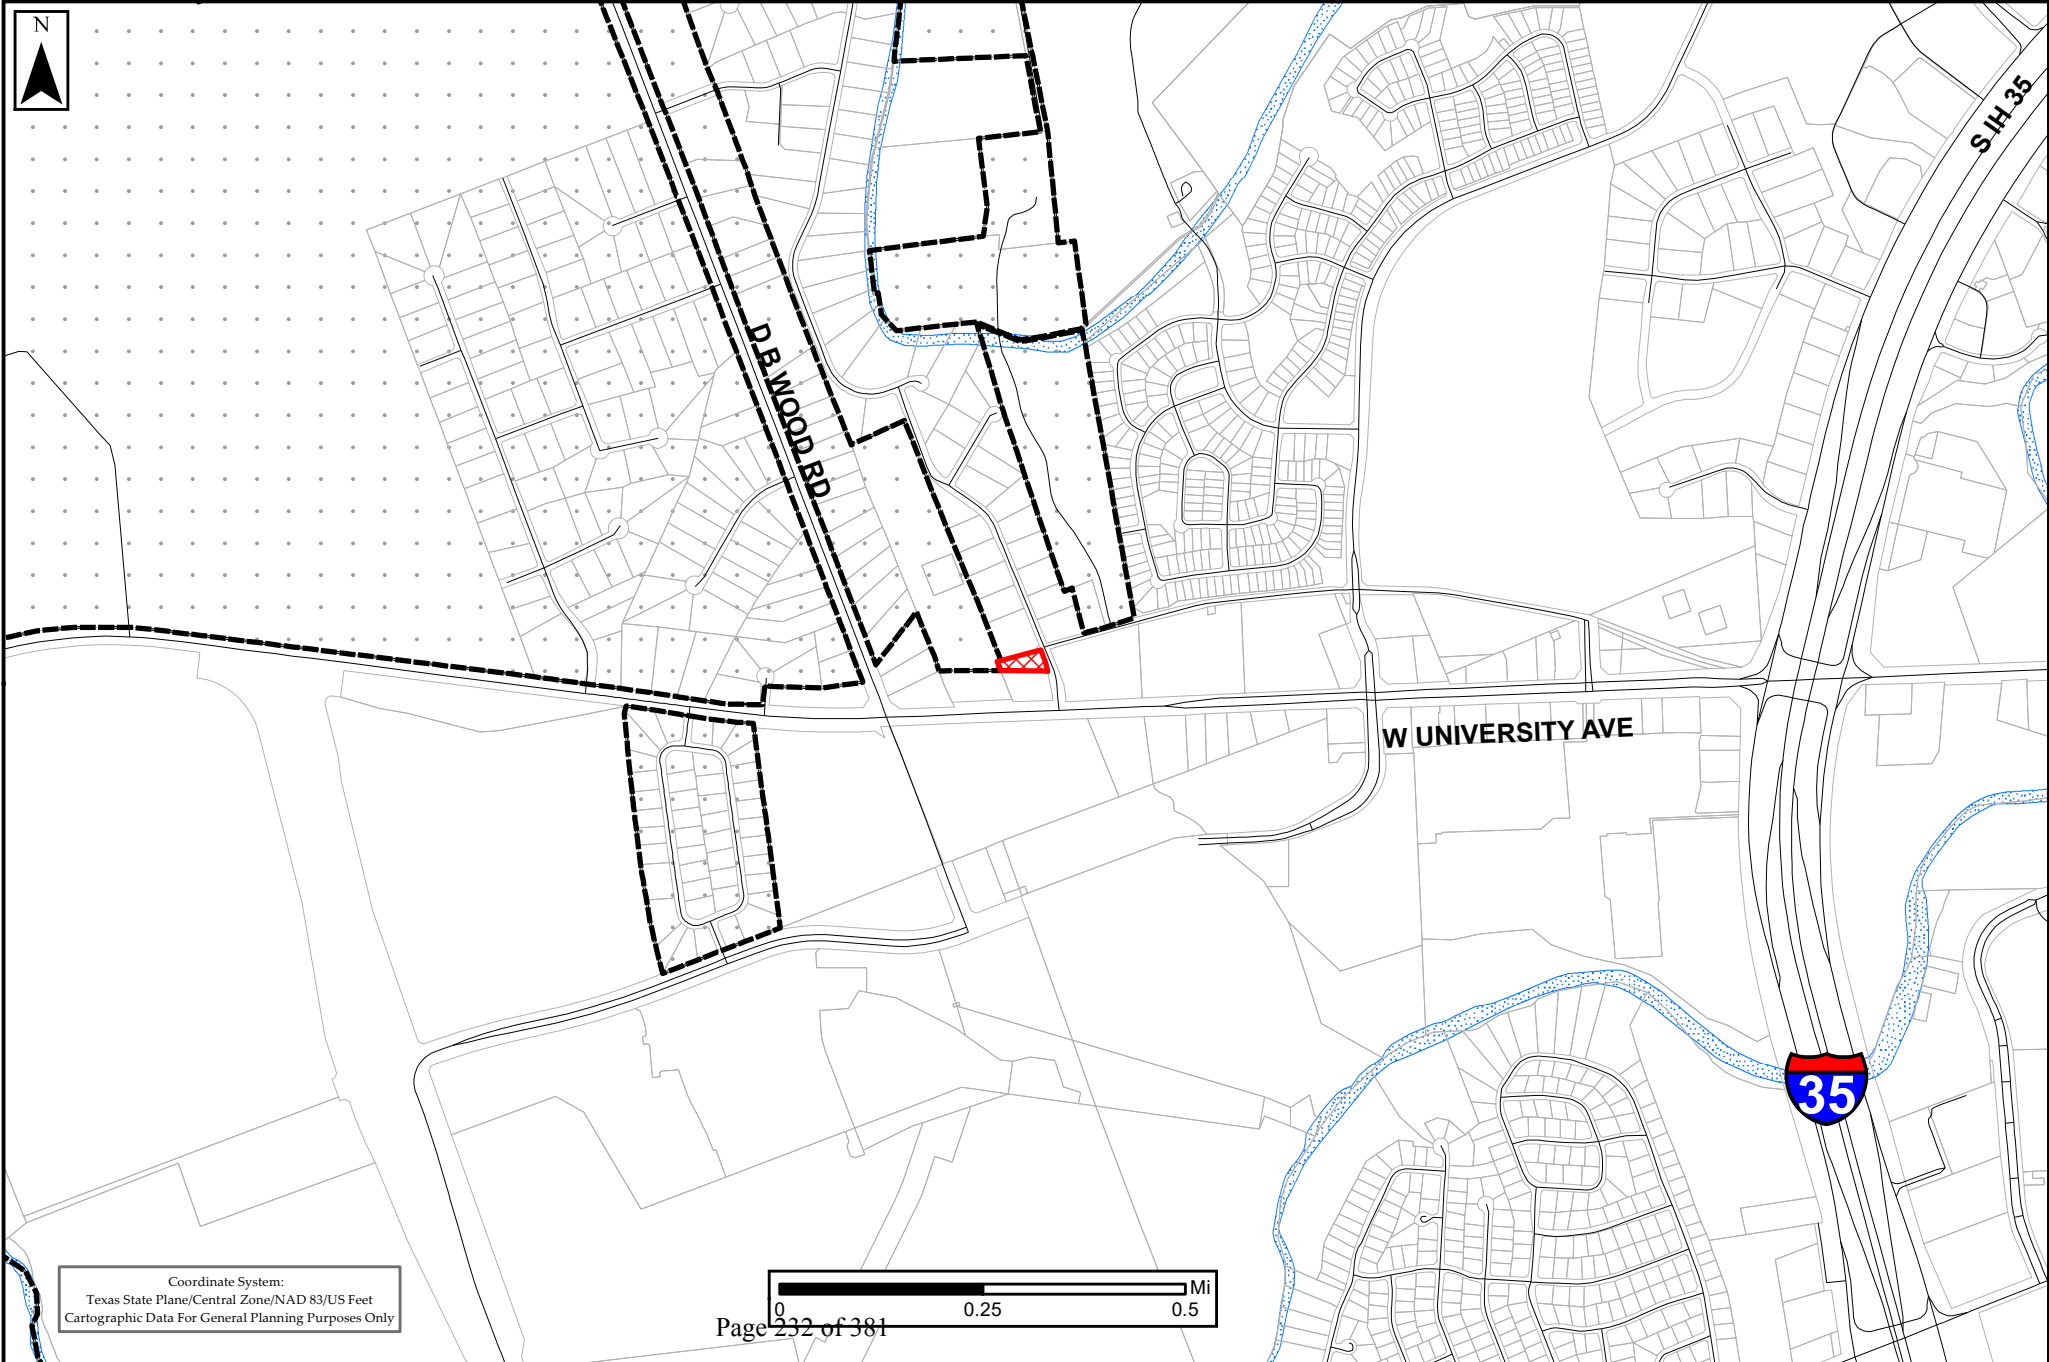 N
S IH 35
D B WOOD RD
W UNIVERSITY AVE
35
Coordinate System:
Texas State Plane/Central Zone/NAD 83/US Feet
Cartographic Data For General Planning Purposes Only
Mi
0 0.25 0.5
Page 232 of 381